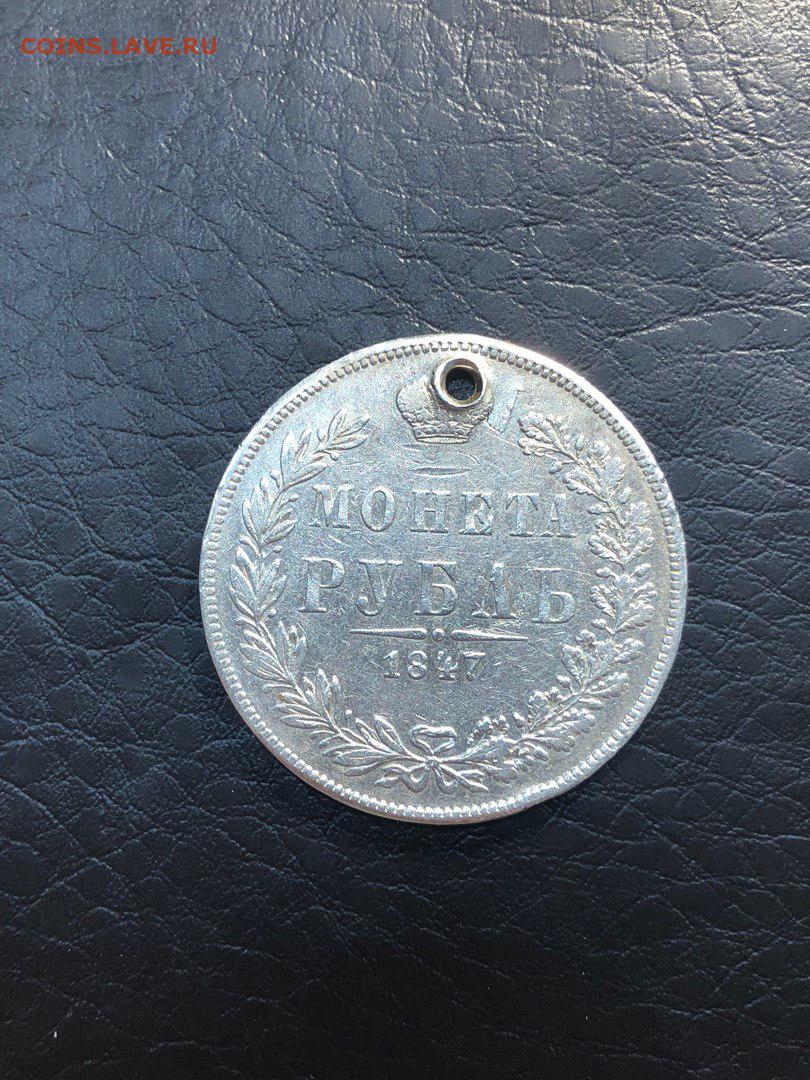 COINS.LAVE.RU
МОНЕТА
РУБЛЬ
1847